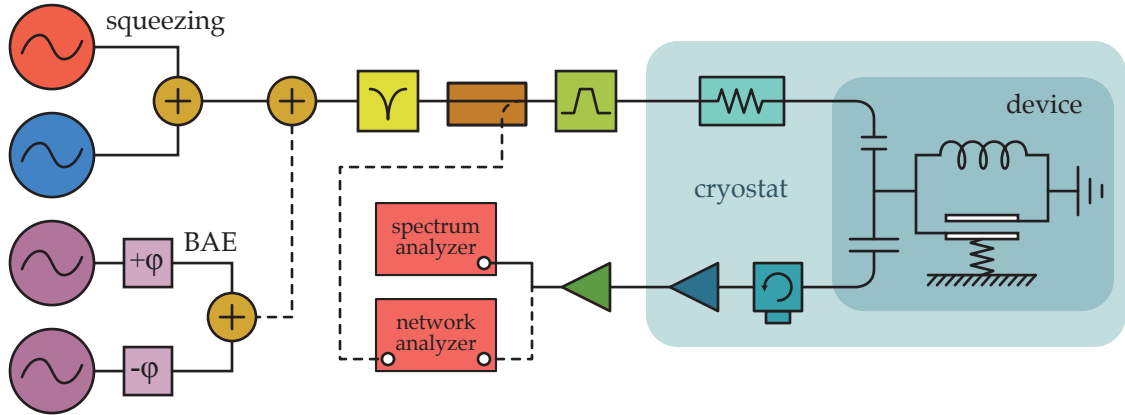 squeezing
device
cryostat
spectrum
analyzer
BAE
+φ
network
analyzer
-φ